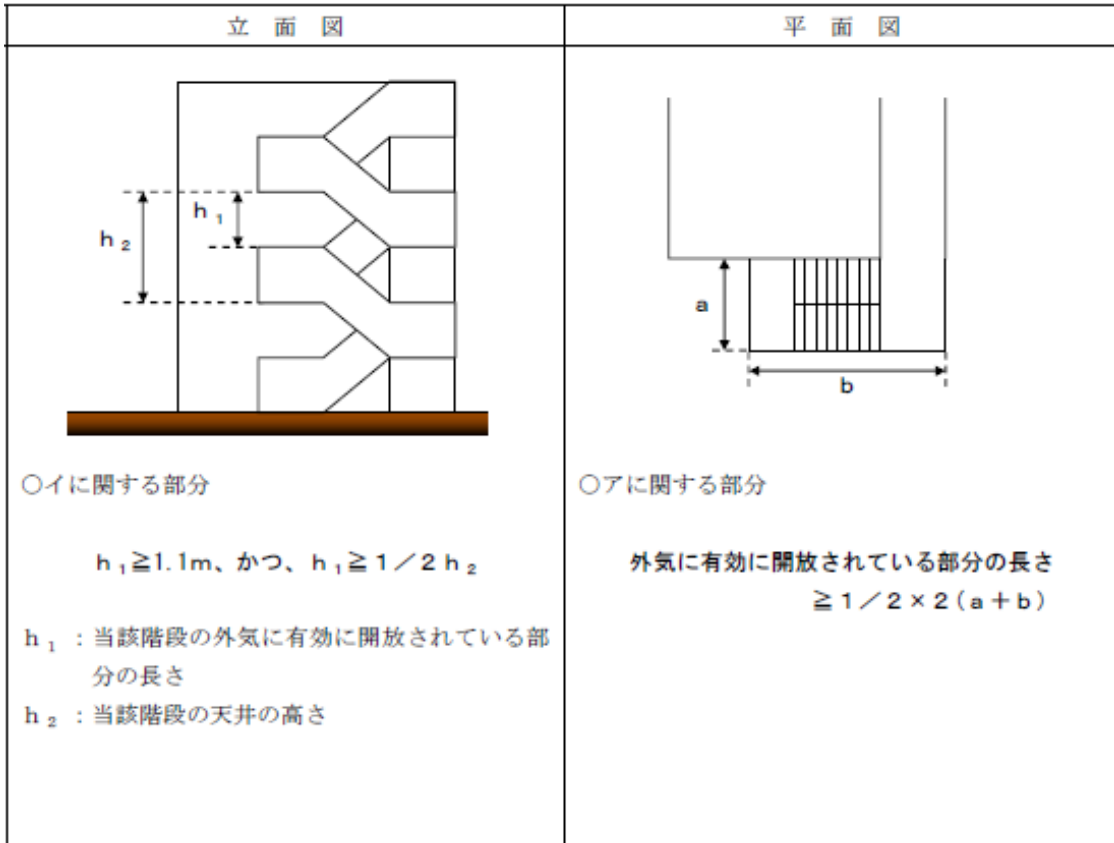 立 面 図
h₁
h₂
○イに関する部分
h₁≧1.1m、かつ、h₁≧1／2h₂
h₁ ：当該階段の外気に有効に開放されている部
分の長さ
h₂ ：当該階段の天井の高さ
平 面 図
a
b
○アに関する部分
外気に有効に開放されている部分の長さ
≧1／2×2(a＋b)